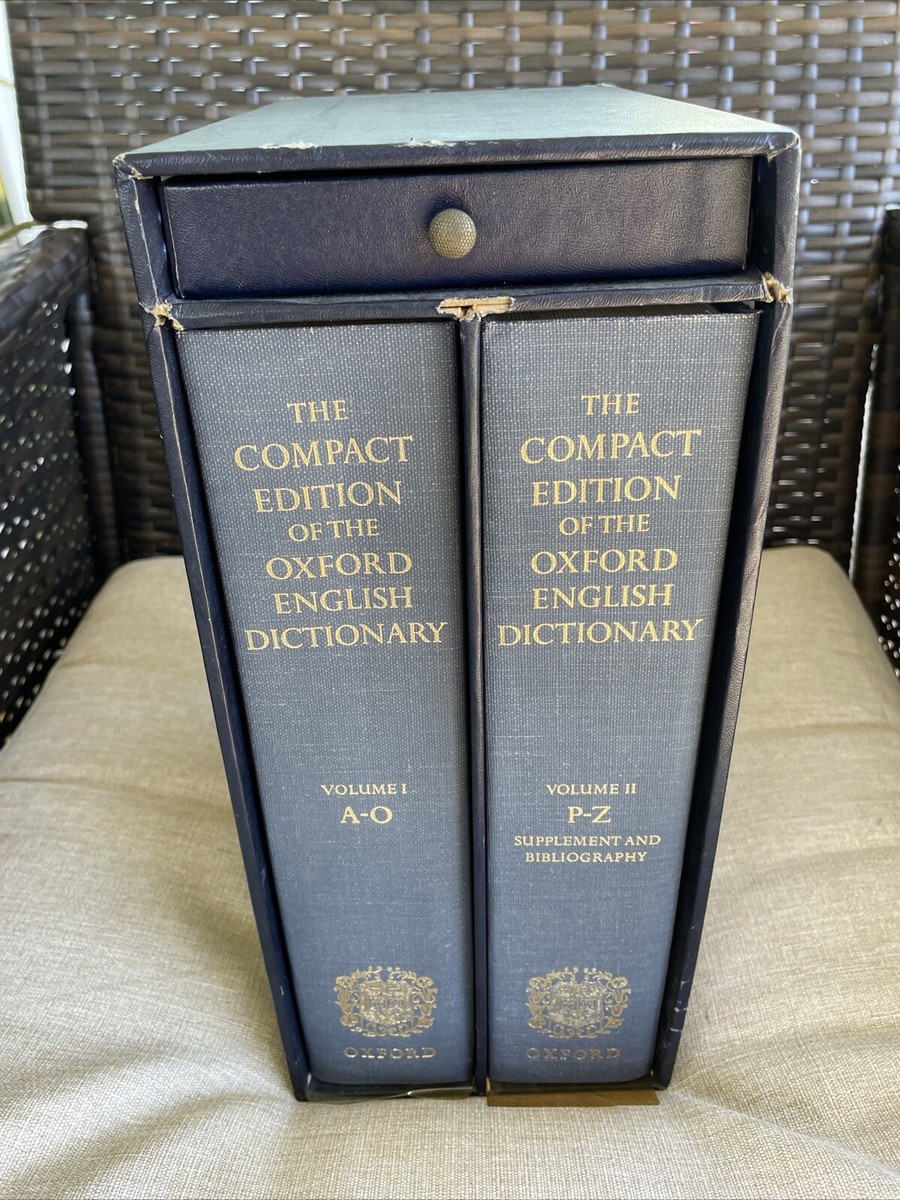 THE
COMPACT
EDITION
OF THE
OXFORD
ENGLISH
DICTIONARY
VOLUME I
A-O
OXFORD
THE
COMPACT
EDITION
OF THE
OXFORD
ENGLISH
DICTIONARY
VOLUME II
P-Z
SUPPLEMENT AND
BIBLIOGRAPHY
OXFORD